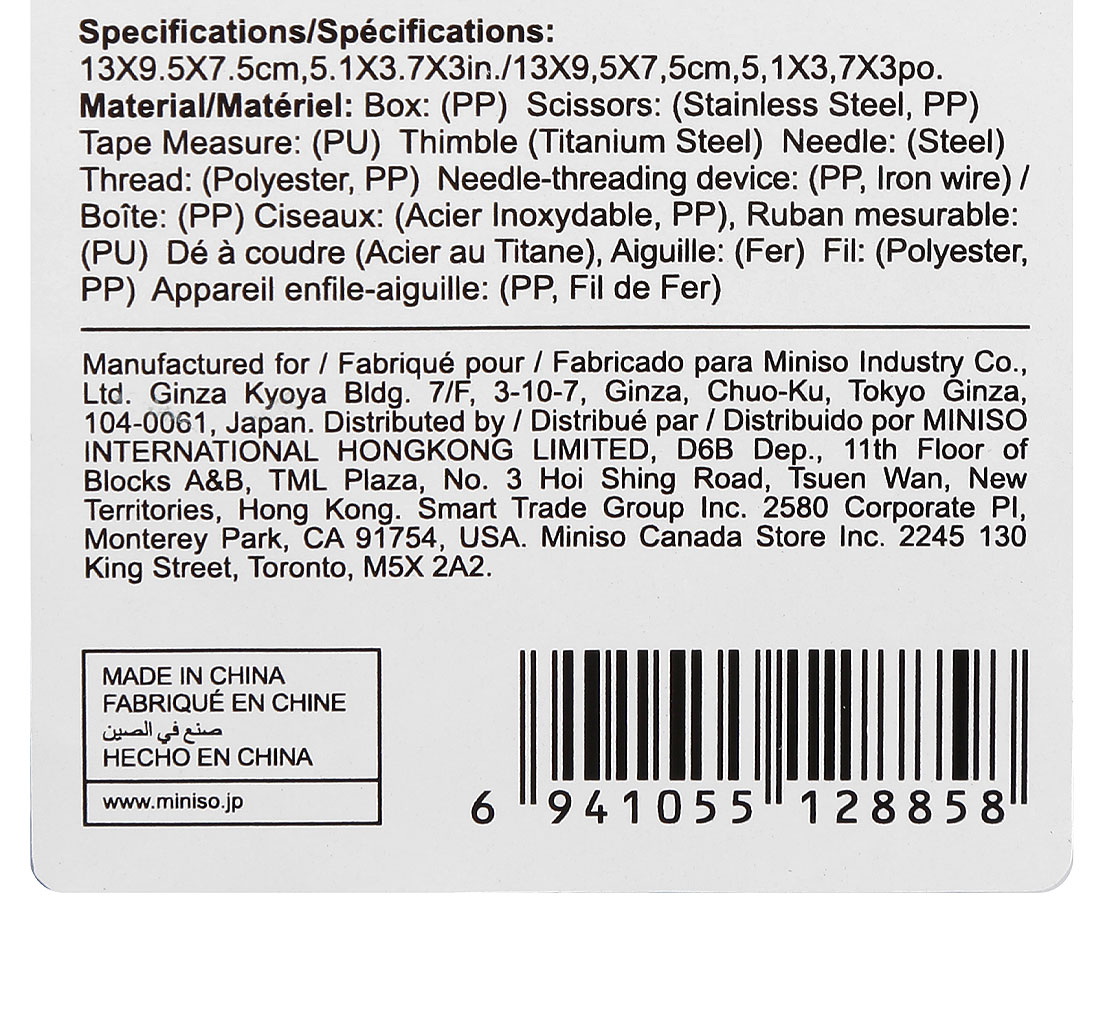 Specifications/Spécifications:
13X9.5X7.5cm,5.1X3.7X3in./13X9,5X7,5cm,5,1X3,7X3po.
Material/Matériel: Box: (PP) Scissors: (Stainless Steel, PP)
Tape Measure: (PU) Thimble (Titanium Steel) Needle: (Steel)
Thread: (Polyester, PP) Needle-threading device: (PP, Iron wire) /
Boîte: (PP) Ciseaux: (Acier Inoxydable, PP), Ruban mesurable:
(PU) Dé à coudre (Acier au Titane), Aiguille: (Fer) Fil: (Polyester,
PP) Appareil enfile-aiguille: (PP, Fil de Fer)
Manufactured for / Fabriqué pour / Fabricado para Miniso Industry Co.,
Ltd. Ginza Kyoya Bldg. 7/F, 3-10-7, Ginza, Chuo-Ku, Tokyo Ginza,
104-0061, Japan. Distributed by / Distribué par / Distribuido por MINISO
INTERNATIONAL HONGKONG LIMITED, D6B Dep., 11th Floor of
Blocks A&B, TML Plaza, No. 3 Hoi Shing Road, Tsuen Wan, New
Territories, Hong Kong. Smart Trade Group Inc. 2580 Corporate Pl,
Monterey Park, CA 91754, USA. Miniso Canada Store Inc. 2245 130
King Street, Toronto, M5X 2A2.
MADE IN CHINA
FABRIQUÉ EN CHINE
صنع في الصين
HECHO EN CHINA
www.miniso.jp
6 941055 128858